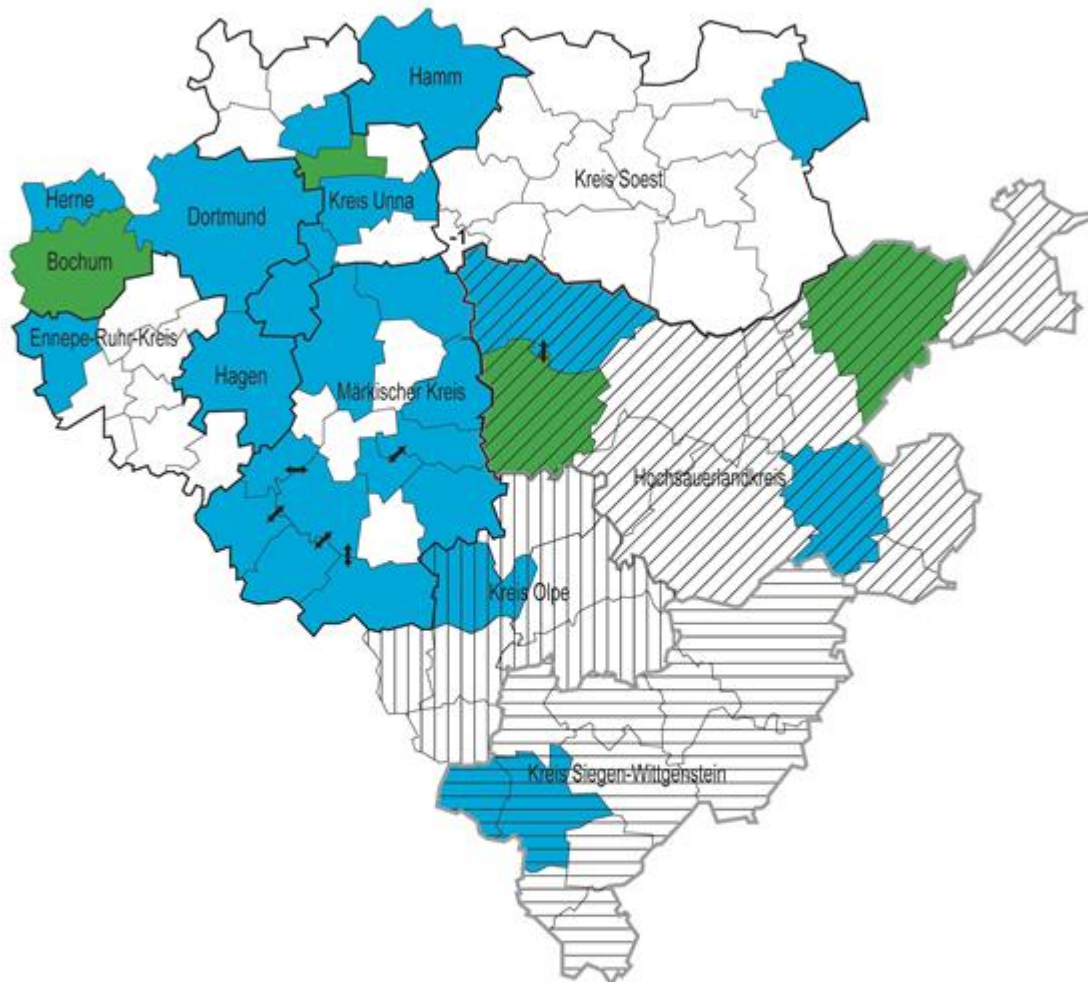 Hamm
Herne
Dortmund
Kreis Unna
Kreis Soest
-1
Bochum
Ennepe-Ruhr-Kreis
Hagen
Märkischer Kreis
Hochsauerlandkreis
Kreis Olpe
Kreis Siegen-Wittgenstein